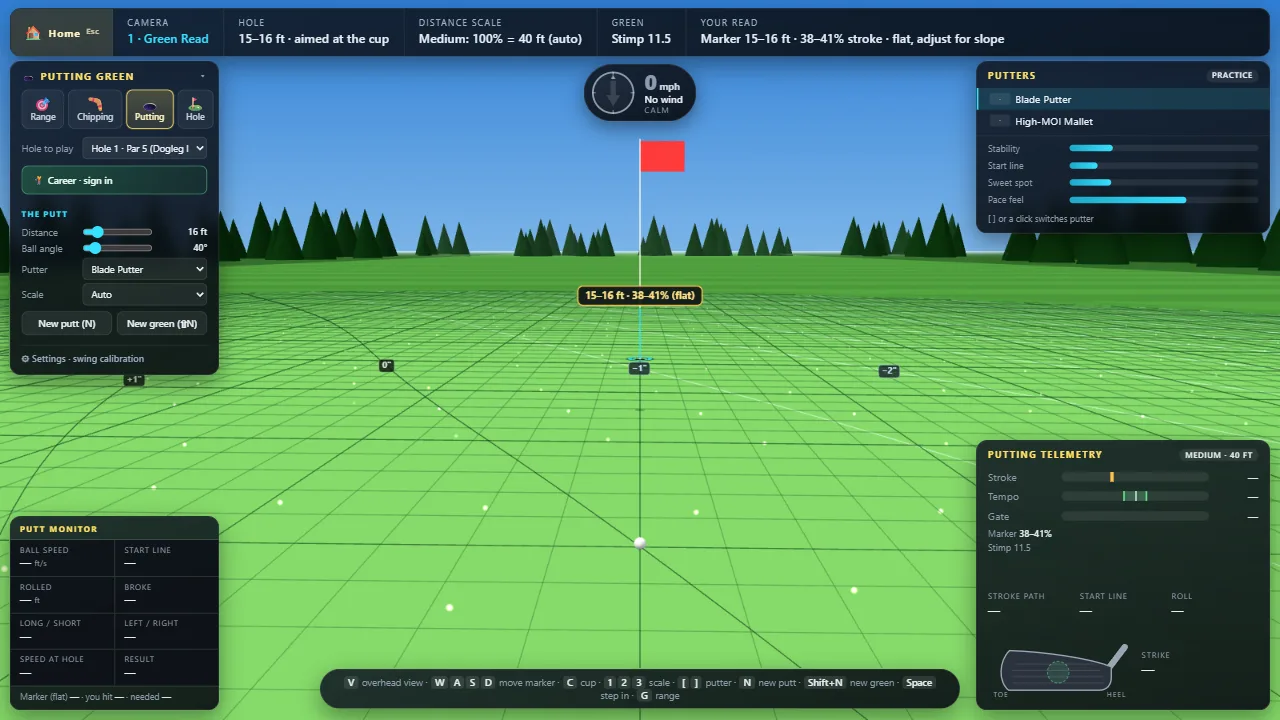 Home Esc
CAMERA
1 · Green Read
HOLE
15–16 ft · aimed at the cup
DISTANCE SCALE
Medium: 100% = 40 ft (auto)
GREEN
Stimp 11.5
YOUR READ
Marker 15–16 ft · 38–41% stroke · flat, adjust for slope
PUTTING GREEN
Range
Chipping
Putting
Hole
Hole to play
Hole 1 · Par 5 (Dogleg
Career · sign in
THE PUTT
Distance
16 ft
Ball angle
40°
Putter
Blade Putter
Scale
Auto
New putt (N)
New green (⇧N)
Settings · swing calibration
0 mph
No wind
CALM
PUTTERS
PRACTICE
Blade Putter
High-MOI Mallet
Stability
Start line
Sweet spot
Pace feel
[ ] or a click switches putter
15–16 ft · 38–41% (flat)
+1"
0"
−1"
−2"
PUTT MONITOR
BALL SPEED
— ft/s
START LINE
—
ROLLED
— ft
BROKE
—
LONG / SHORT
—
LEFT / RIGHT
—
SPEED AT HOLE
—
RESULT
—
Marker (flat) — · you hit — · needed —
PUTTING TELEMETRY
MEDIUM · 40 FT
Stroke
—
Tempo
—
Gate
—
Marker 38–41%
Stimp 11.5
STROKE PATH
—
START LINE
—
ROLL
—
STRIKE
—
TOE
HEEL
V overhead view · W A S D move marker · C cup · 1 2 3 scale · [ ] putter · N new putt · Shift+N new green · Space
step in · G range